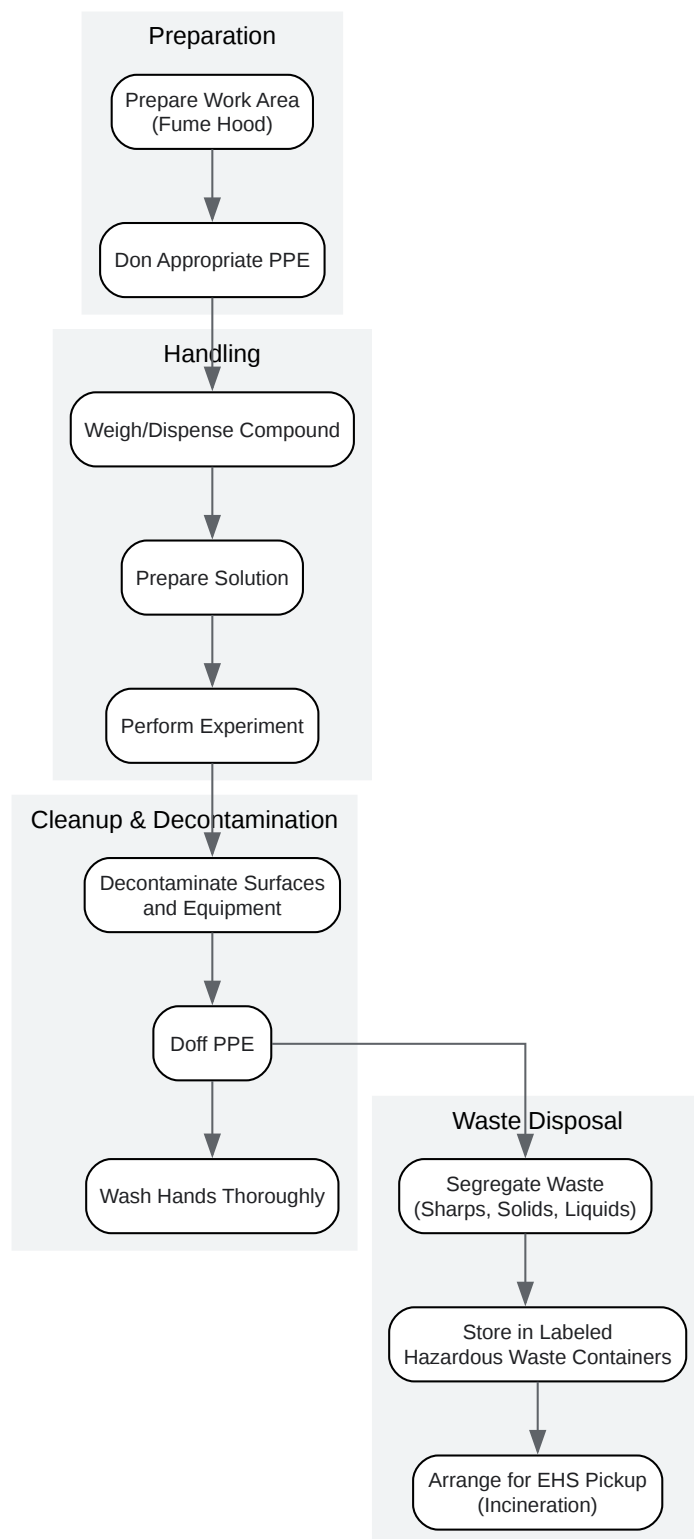 Preparation
Prepare Work Area
(Fume Hood)
Don Appropriate PPE
Handling
Weigh/Dispense Compound
Prepare Solution
Perform Experiment
Cleanup & Decontamination
Decontaminate Surfaces
and Equipment
Doff PPE
Wash Hands Thoroughly
Waste Disposal
Segregate Waste
(Sharps, Solids, Liquids)
Store in Labeled
Hazardous Waste Containers
Arrange for EHS Pickup
(Incineration)